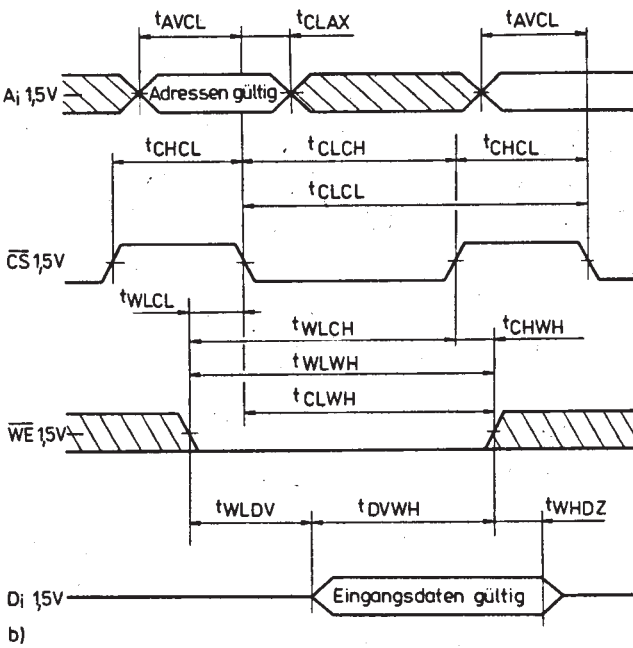 tAVCL tCLAX tAVCL
Ai 1,5V Adressen gültig
tCHCL tCLCH tCHCL
tCLCL
CS 1,5V
tWLCL
tWLCH tCHWH
tWLWH
tCLWH
WE 1,5V
tWLDV tDVWH tWHDZ
Di 1,5V Eingangsdaten gültig
b)